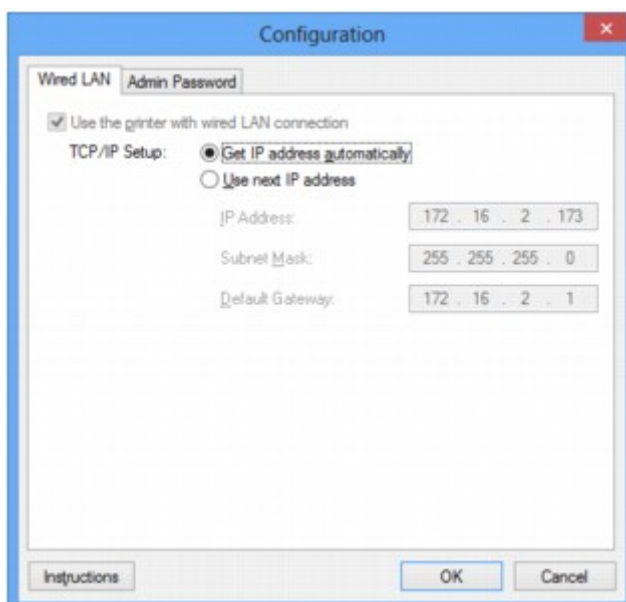 Configuration
Wired LAN Admin Password
Use the printer with wired LAN connection
TCP/IP Setup: Get IP address automatically
Use next IP address
IP Address: 172 . 16 . 2 . 173
Subnet Mask: 255 . 255 . 255 . 0
Default Gateway: 172 . 16 . 2 . 1
Instructions OK Cancel